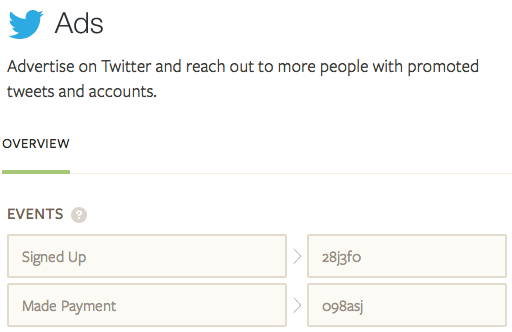 Ads
Advertise on Twitter and reach out to more people with promoted
tweets and accounts.
OVERVIEW
EVENTS ?
Signed Up > 28j3f0
Made Payment > 098asj